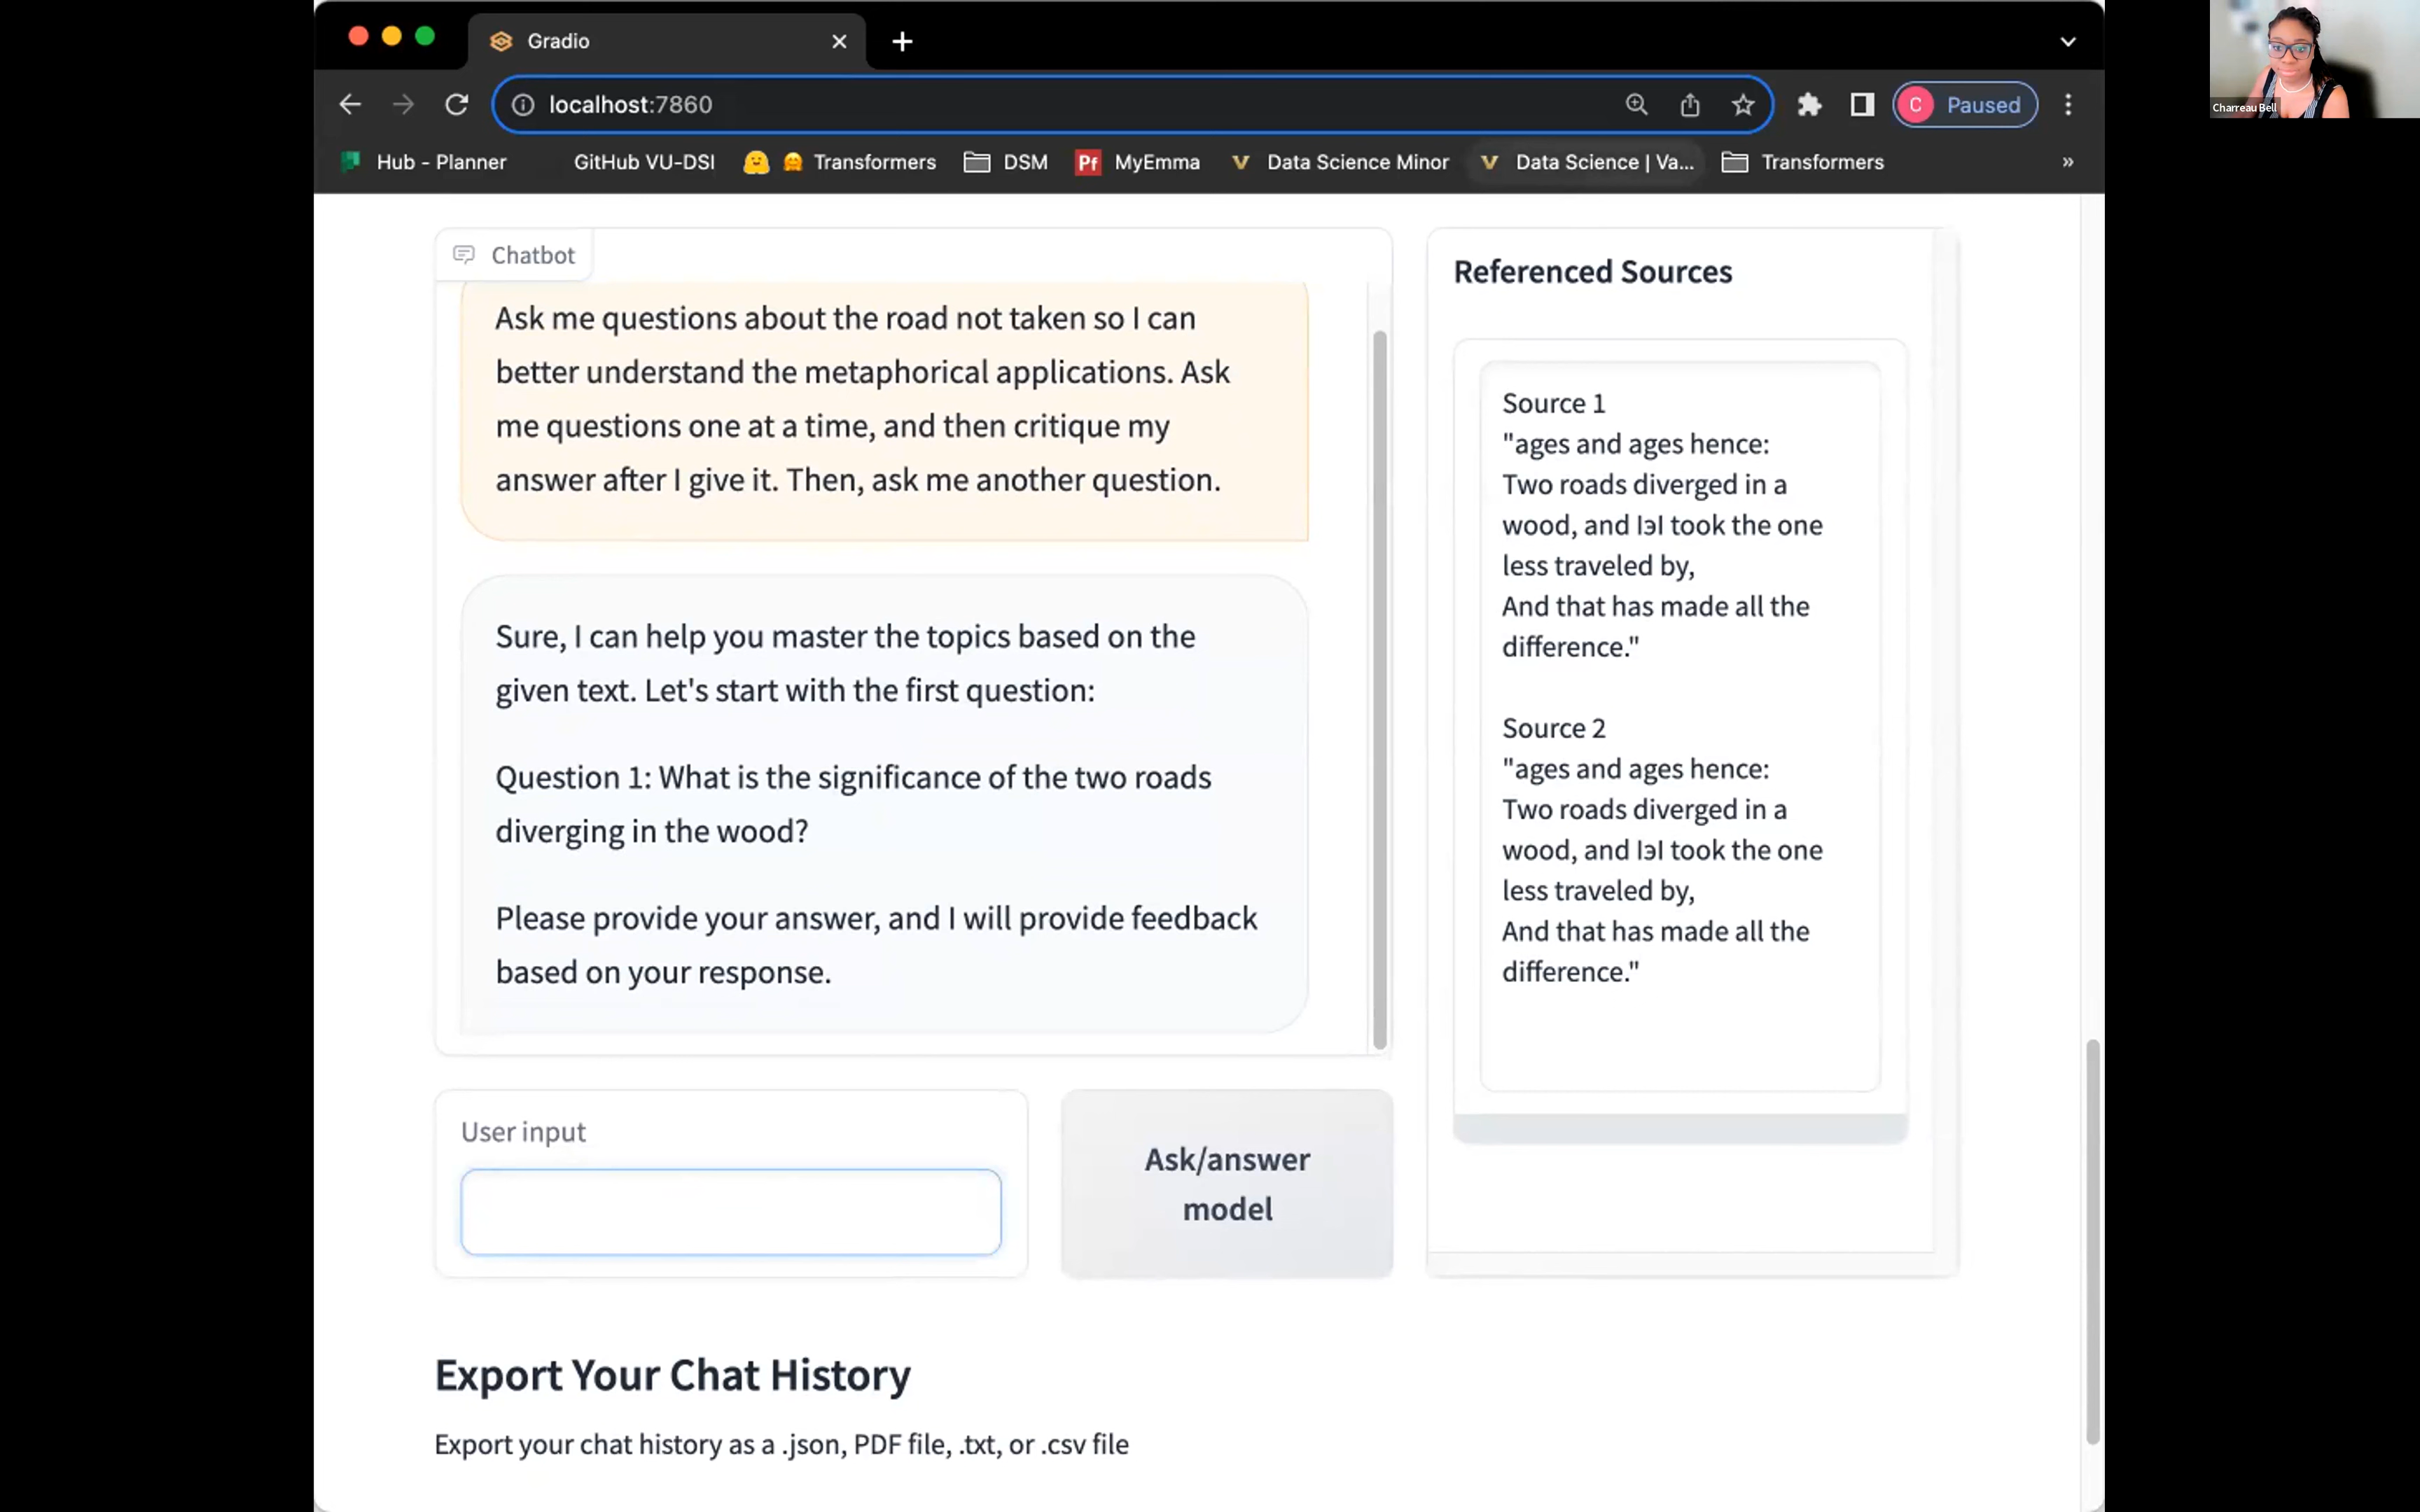 Gradio
localhost:7860
C Paused
Hub - Planner GitHub VU-DSI Transformers DSM Pf MyEmma Data Science Minor Data Science | Va... Transformers »
Chatbot
Ask me questions about the road not taken so I can
better understand the metaphorical applications. Ask
me questions one at a time, and then critique my
answer after I give it. Then, ask me another question.
Sure, I can help you master the topics based on the
given text. Let's start with the first question:
Question 1: What is the significance of the two roads
diverging in the wood?
Please provide your answer, and I will provide feedback
based on your response.
User input
Ask/answer
model
Referenced Sources
Source 1
"ages and ages hence:
Two roads diverged in a
wood, and IɘI took the one
less traveled by,
And that has made all the
difference."
Source 2
"ages and ages hence:
Two roads diverged in a
wood, and IɘI took the one
less traveled by,
And that has made all the
difference."
Export Your Chat History
Export your chat history as a .json, PDF file, .txt, or .csv file
Charreau Bell